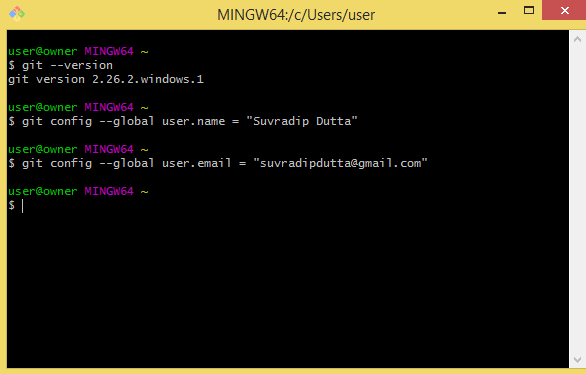 MINGW64:/c/Users/user
user@owner MINGW64 ~
$ git --version
git version 2.26.2.windows.1
user@owner MINGW64 ~
$ git config --global user.name = "Suvradip Dutta"
user@owner MINGW64 ~
$ git config --global user.email = "suvradipdutta@gmail.com"
user@owner MINGW64 ~
$